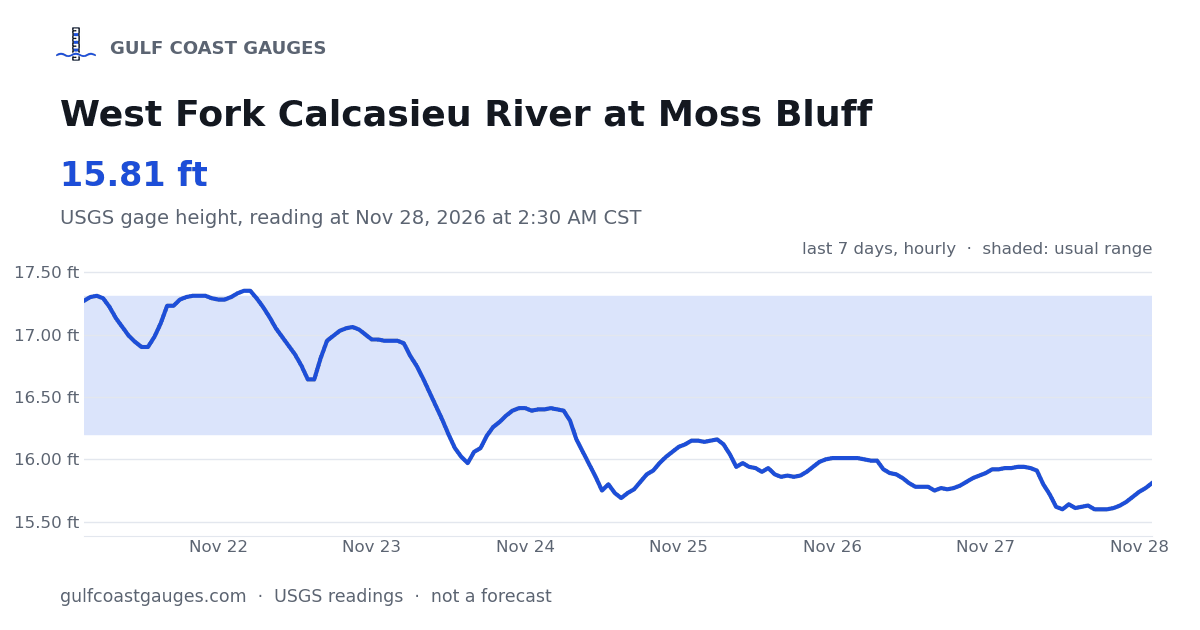 GULF COAST GAUGES
West Fork Calcasieu River at Moss Bluff
15.81 ft
USGS gage height, reading at Nov 28, 2026 at 2:30 AM CST
last 7 days, hourly · shaded: usual range
17.50 ft
17.00 ft
16.50 ft
16.00 ft
15.50 ft
Nov 22 Nov 23 Nov 24 Nov 25 Nov 26 Nov 27 Nov 28
gulfcoastgauges.com · USGS readings · not a forecast